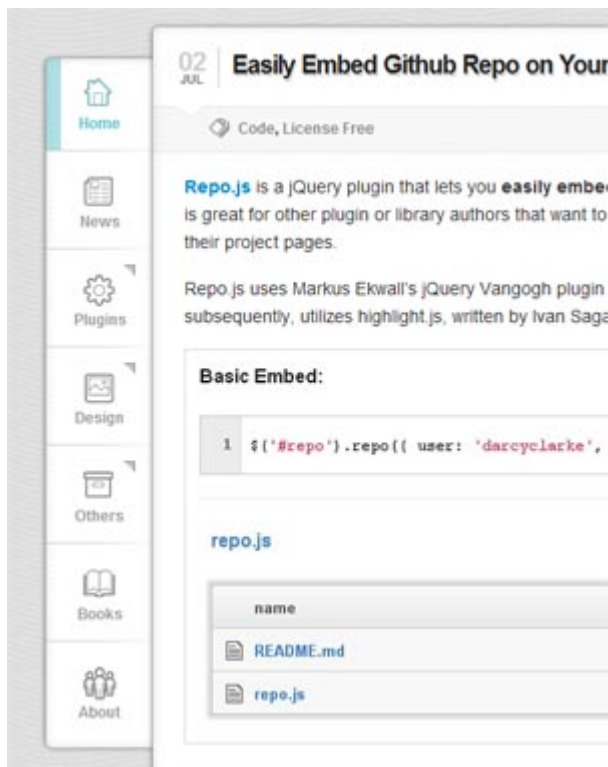 Home
News
Plugins
Design
Others
Books
About
02
JUL
Easily Embed Github Repo on Your
Code, License Free
Repo.js is a jQuery plugin that lets you easily embe
is great for other plugin or library authors that want to
their project pages.
Repo.js uses Markus Ekwall's jQuery Vangogh plugin
subsequently, utilizes highlight.js, written by Ivan Saga
Basic Embed:
1 $('#repo').repo({ user: 'darcyclarke',
repo.js
name
README.md
repo.js